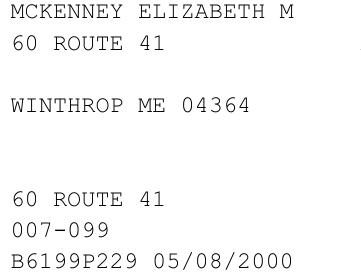 MCKENNEY ELIZABETH M
60 ROUTE 41
WINTHROP ME 04364
60 ROUTE 41
007-099
B6199P229 05/08/2000